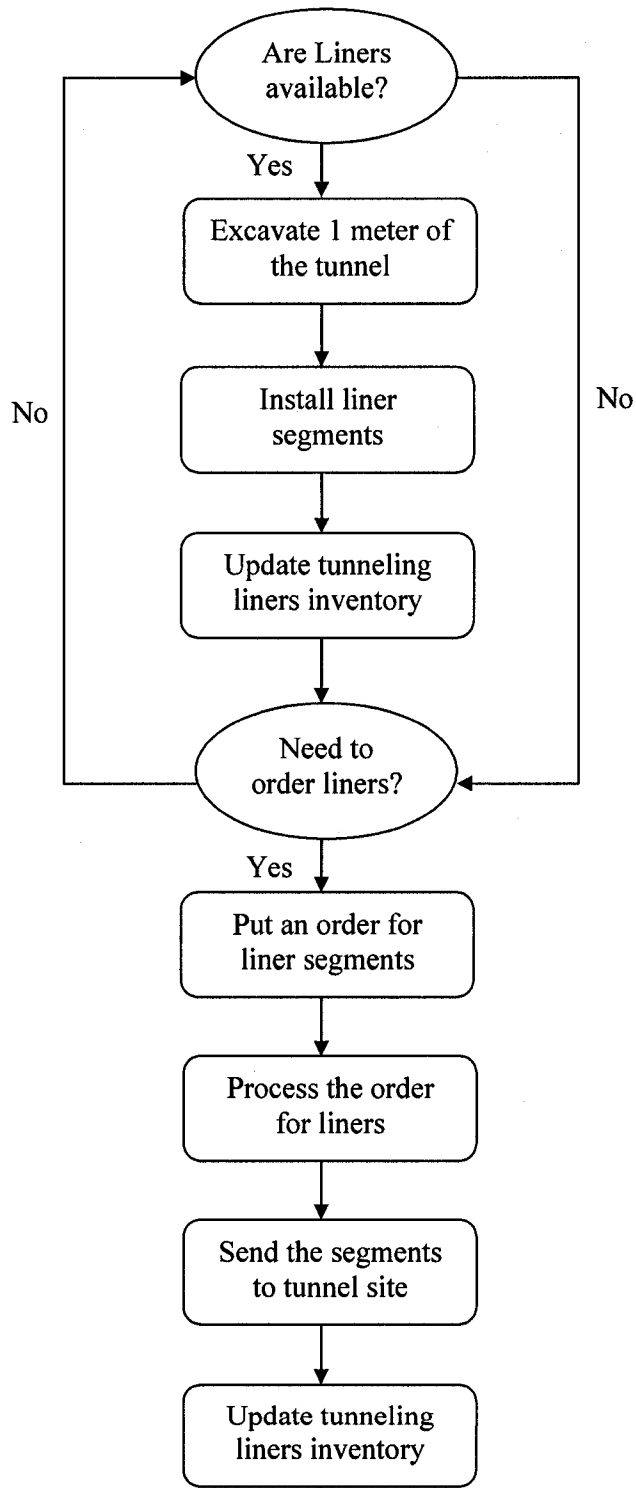 Are Liners
available?
Yes
Excavate 1 meter of
the tunnel
Install liner
segments
No
No
Update tunneling
liners inventory
Need to
order liners?
Yes
Put an order for
liner segments
Process the order
for liners
Send the segments
to tunnel site
Update tunneling
liners inventory